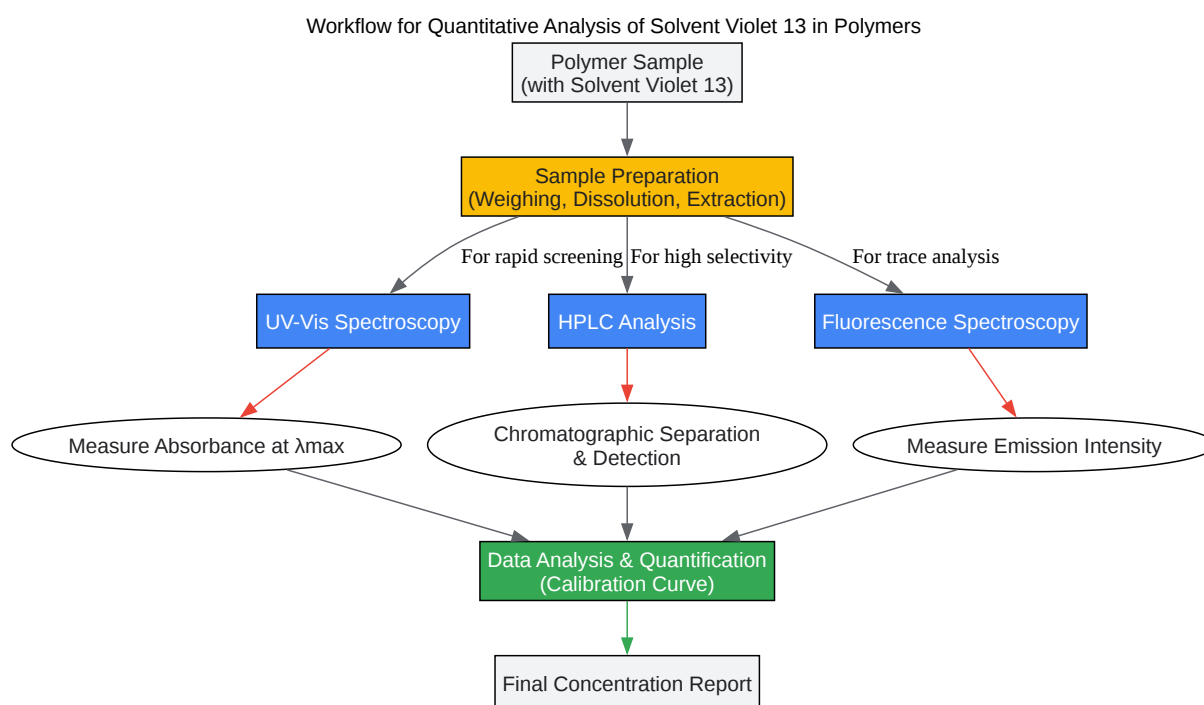 Workflow for Quantitative Analysis of Solvent Violet 13 in Polymers
Polymer Sample
(with Solvent Violet 13)
Sample Preparation
(Weighing, Dissolution, Extraction)
For rapid screening
For high selectivity
For trace analysis
UV-Vis Spectroscopy
HPLC Analysis
Fluorescence Spectroscopy
Measure Absorbance at λmax
Chromatographic Separation
& Detection
Measure Emission Intensity
Data Analysis & Quantification
(Calibration Curve)
Final Concentration Report